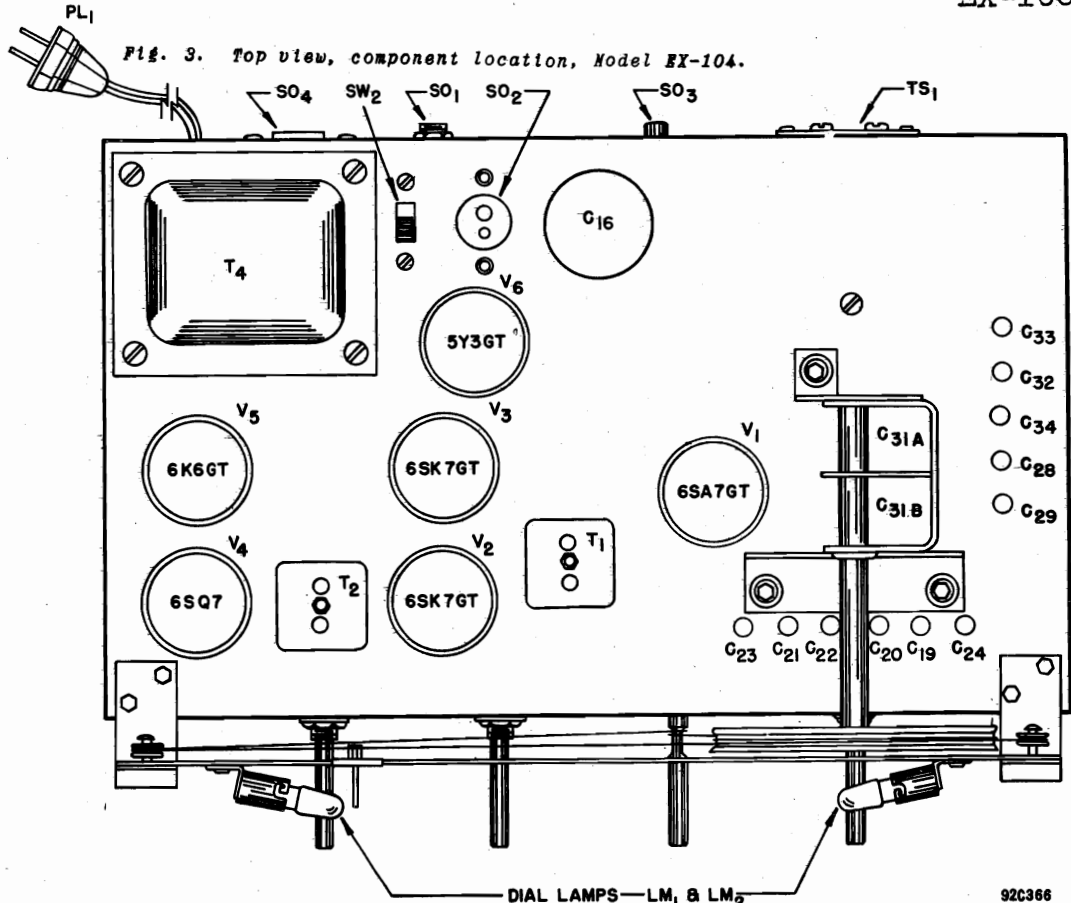 PL1
Fig. 3. Top view, component location, Model EX-104.
SO4 SW2 SO1 SO2 SO3 TS1
T4
C16
V6
5Y3GT
C33
C32
C34
C28
C29
V5
6K6GT
V3
6SK7GT
V1
6SA7GT
C31A
C31B
V4
6SQ7
T2
V2
6SK7GT
T1
C23 C21 C22 C20 C19 C24
DIAL LAMPS LM1 & LM2
92C366